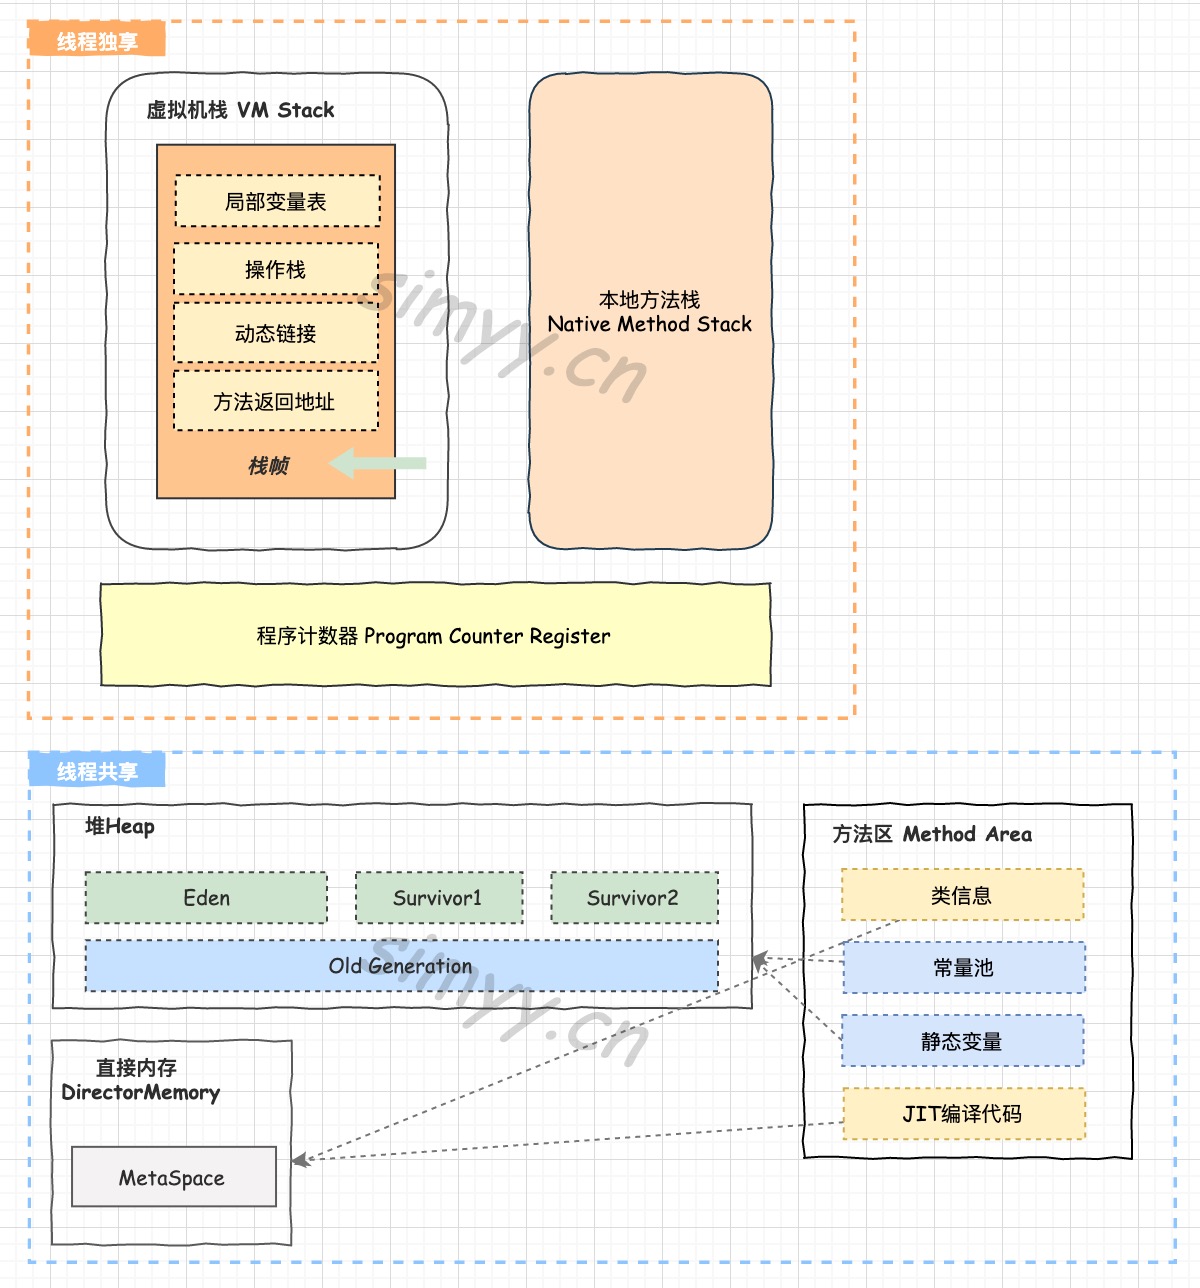 线程独享
虚拟机栈 VM Stack
局部变量表
操作栈
动态链接
方法返回地址
栈帧
本地方法栈
Native Method Stack
simyy.cn
程序计数器 Program Counter Register
线程共享
堆Heap
Eden
Survivor1
Survivor2
Old Generation
simyy.cn
直接内存
DirectorMemory
MetaSpace
方法区 Method Area
类信息
常量池
静态变量
JIT编译代码